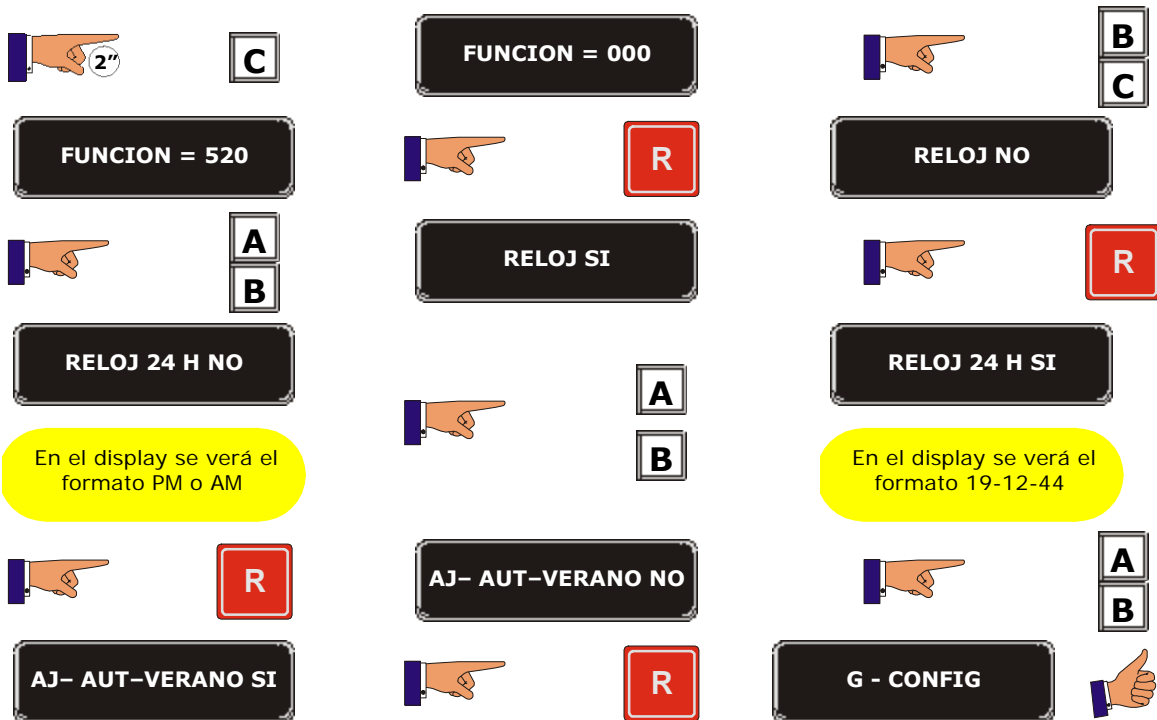 2”
C
FUNCION = 000
B
C
FUNCION = 520
R
RELOJ NO
A
B
RELOJ SI
R
RELOJ 24 H NO
A
B
RELOJ 24 H SI
En el display se verá el
formato PM o AM
En el display se verá el
formato 19-12-44
R
AJ– AUT–VERANO NO
A
B
AJ– AUT–VERANO SI
R
G - CONFIG